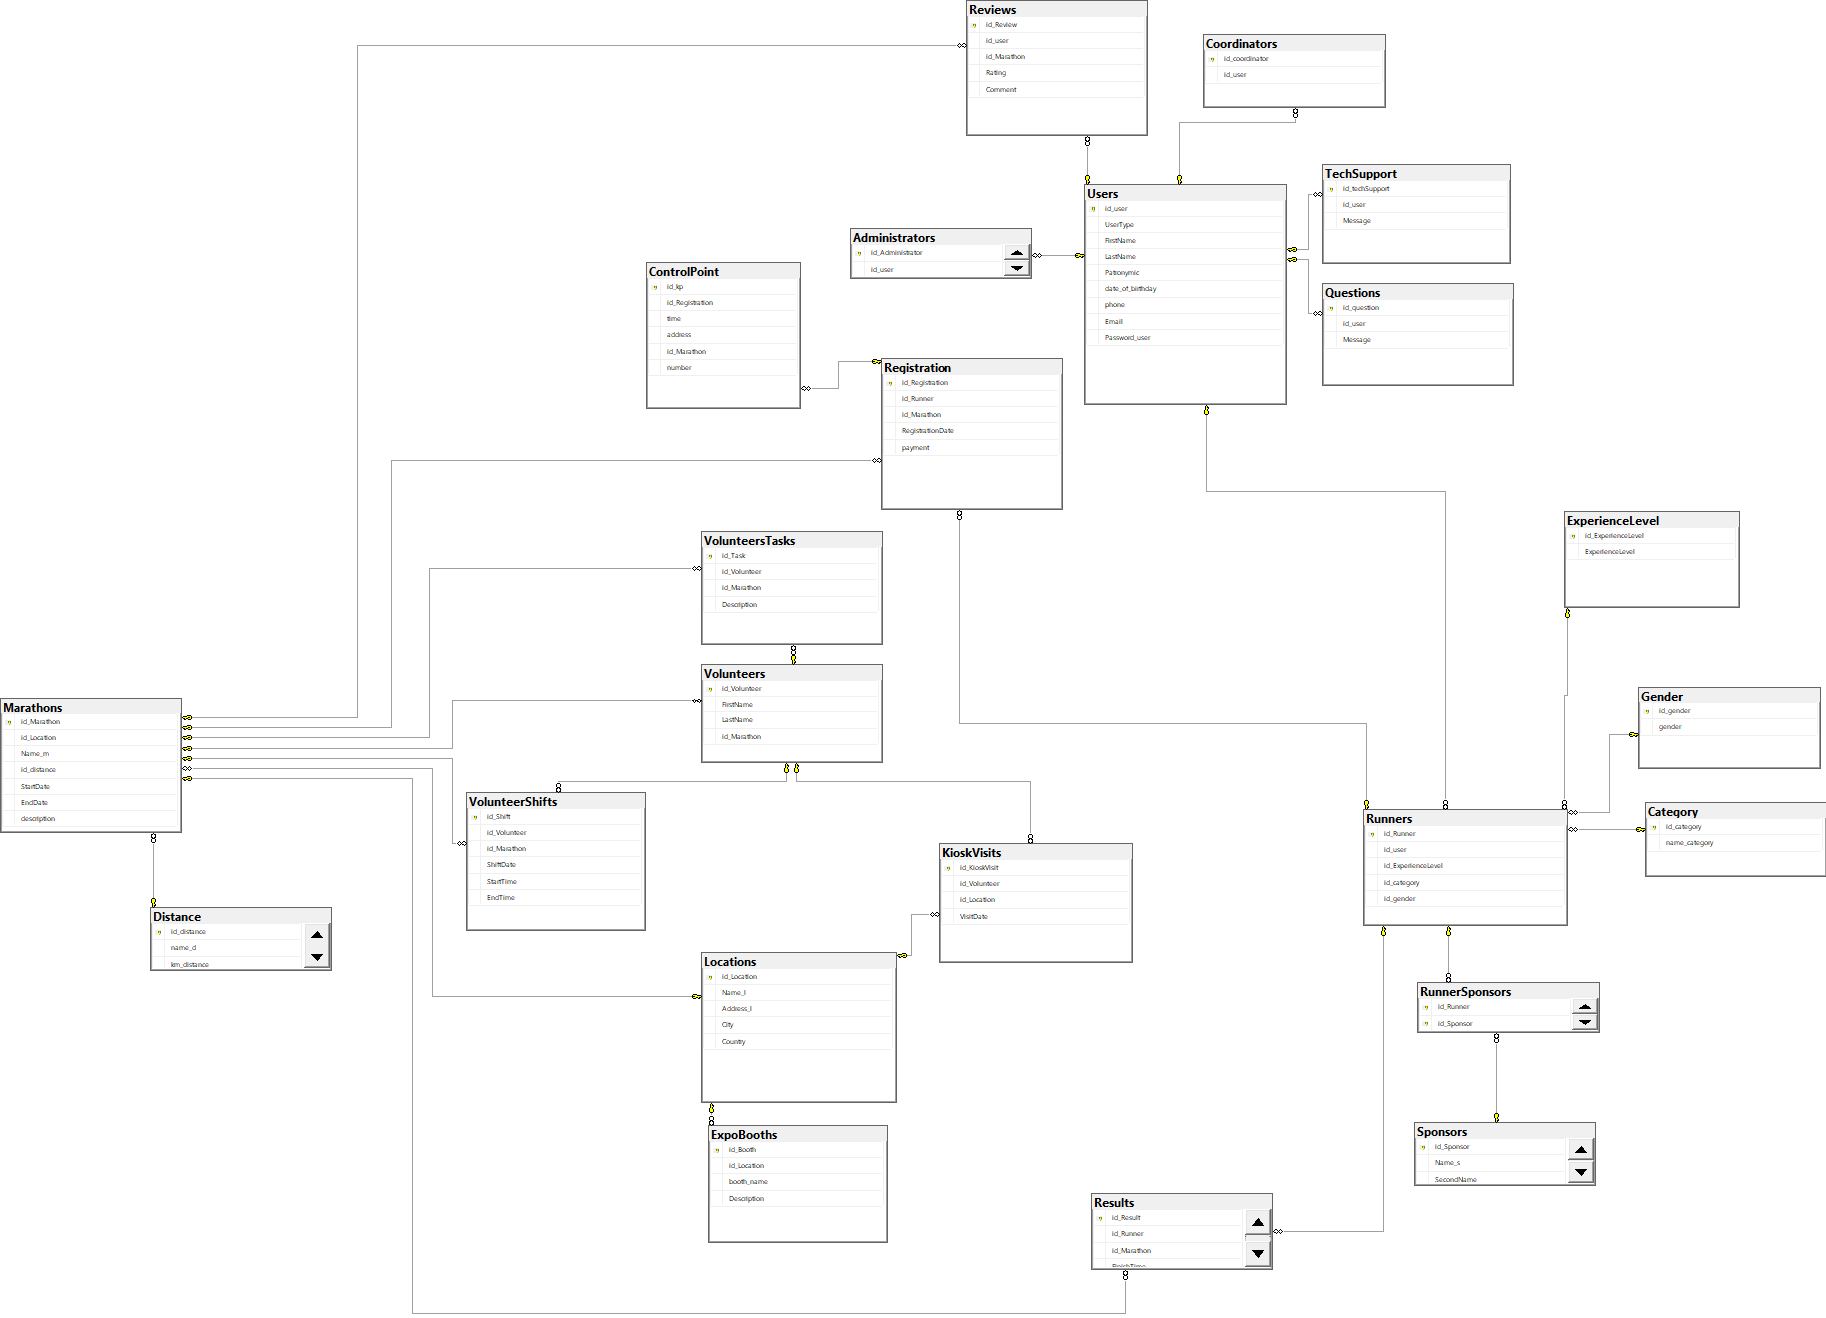 Reviews
id_Review
id_user
id_Marathon
Rating
Comment
Coordinators
id_coordinator
id_user
TechSupport
id_techSupport
id_user
Message
Users
id_user
UserType
FirstName
LastName
Patronymic
date_of_birthday
phone
Email
Password_user
Administrators
id_Administrator
id_user
ControlPoint
id_kp
id_Registration
time
address
id_Marathon
number
Questions
id_question
id_user
Message
Registration
id_Registration
id_Runner
id_Marathon
RegistrationDate
payment
ExperienceLevel
id_ExperienceLevel
ExperienceLevel
VolunteersTasks
id_Task
id_Volunteer
id_Marathon
Description
Volunteers
id_Volunteer
FirstName
LastName
id_Marathon
Marathons
id_Marathon
id_Location
Name_m
id_distance
StartDate
EndDate
description
Gender
id_gender
gender
VolunteerShifts
id_Shift
id_Volunteer
id_Marathon
ShiftDate
StartTime
EndTime
Category
id_category
name_category
Runners
id_Runner
id_user
id_ExperienceLevel
id_category
id_gender
KioskVisits
id_KioskVisit
id_Volunteer
id_Location
VisitDate
Distance
id_distance
name_d
km_distance
Locations
id_Location
Name_l
Address_l
City
Country
RunnerSponsors
id_Runner
id_Sponsor
ExpoBooths
id_Booth
id_Location
booth_name
Description
Sponsors
id_Sponsor
Name_s
SecondName
Results
id_Result
id_Runner
id_Marathon
FinishTime